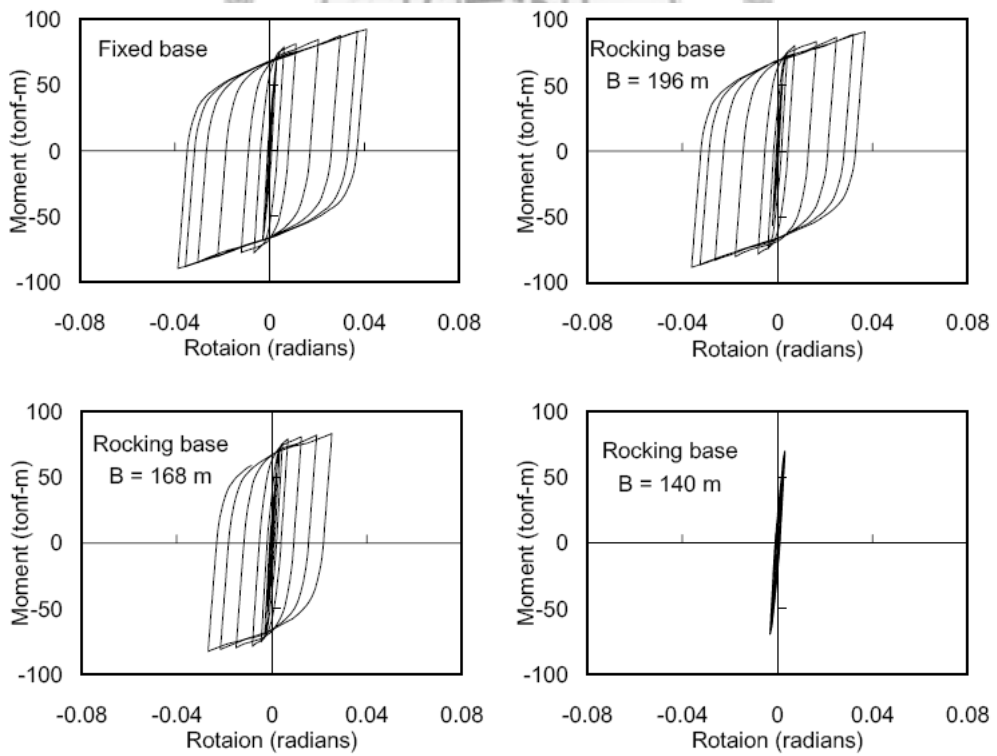 Fixed base
100
50
0
-50
-100
Moment (tonf-m)
-0.08 -0.04 0 0.04 0.08
Rotaion (radians)
Rocking base
B = 196 m
100
50
0
-50
-100
Moment (tonf-m)
-0.08 -0.04 0 0.04 0.08
Rotaion (radians)
Rocking base
B = 168 m
100
50
0
-50
-100
Moment (tonf-m)
-0.08 -0.04 0 0.04 0.08
Rotaion (radians)
Rocking base
B = 140 m
100
50
0
-50
-100
Moment (tonf-m)
-0.08 -0.04 0 0.04 0.08
Rotaion (radians)